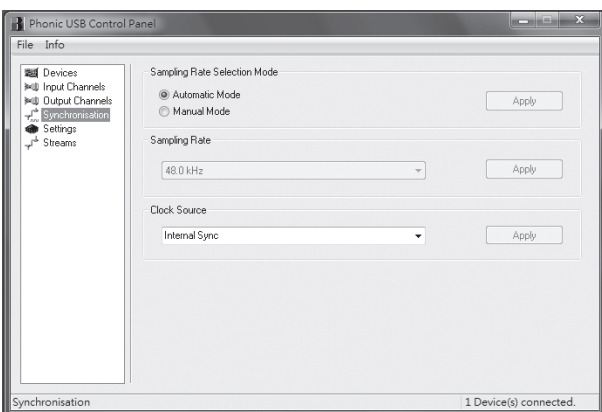 Phonic USB Control Panel
File Info
Devices
Input Channels
Output Channels
Synchronisation
Settings
Streams
Sampling Rate Selection Mode
Automatic Mode
Manual Mode
Apply
Sampling Rate
48.0 kHz
Apply
Clock Source
Internal Sync
Apply
Synchronisation
1 Device(s) connected.